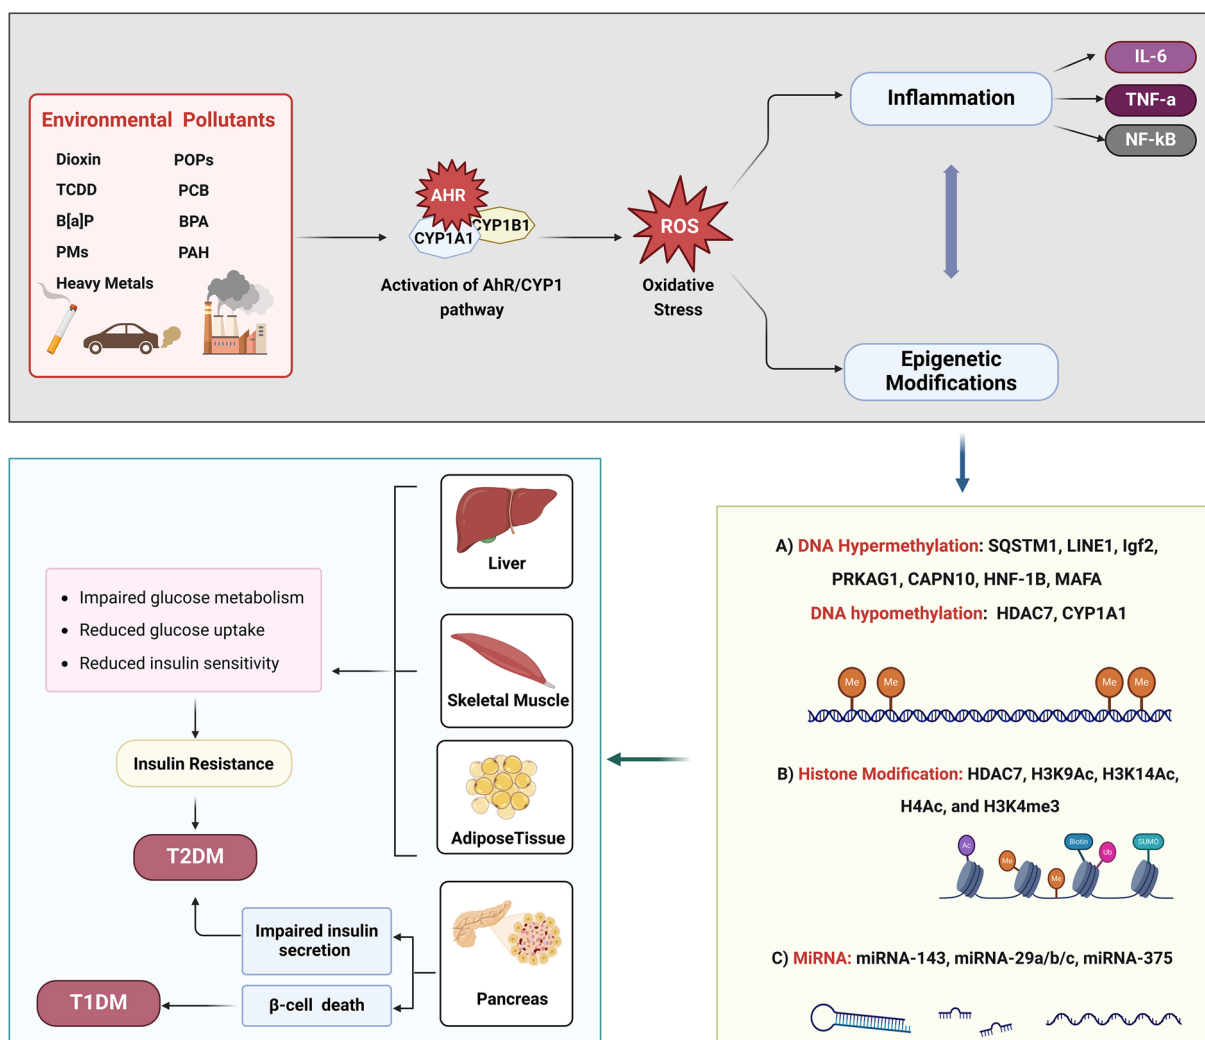 Environmental Pollutants
Dioxin
POPs
TCDD
PCB
B[a]P
BPA
PMs
PAH
Heavy Metals
AHR
CYP1A1
CYP1B1
Activation of AhR/CYP1
pathway
ROS
Oxidative
Stress
Inflammation
IL-6
TNF-a
NF-kB
Epigenetic
Modifications
A) DNA Hypermethylation: SQSTM1, LINE1, Igf2,
PRKAG1, CAPN10, HNF-1B, MAFA
DNA hypomethylation: HDAC7, CYP1A1
Me
Me
Me
Me
B) Histone Modification: HDAC7, H3K9Ac, H3K14Ac,
H4Ac, and H3K4me3
Ac
Me
Me
Biotin
Ub
SUMO
C) MiRNA: miRNA-143, miRNA-29a/b/c, miRNA-375
Liver
Skeletal Muscle
AdiposeTissue
Pancreas
• Impaired glucose metabolism
• Reduced glucose uptake
• Reduced insulin sensitivity
Insulin Resistance
T2DM
Impaired insulin
secretion
β-cell death
T1DM